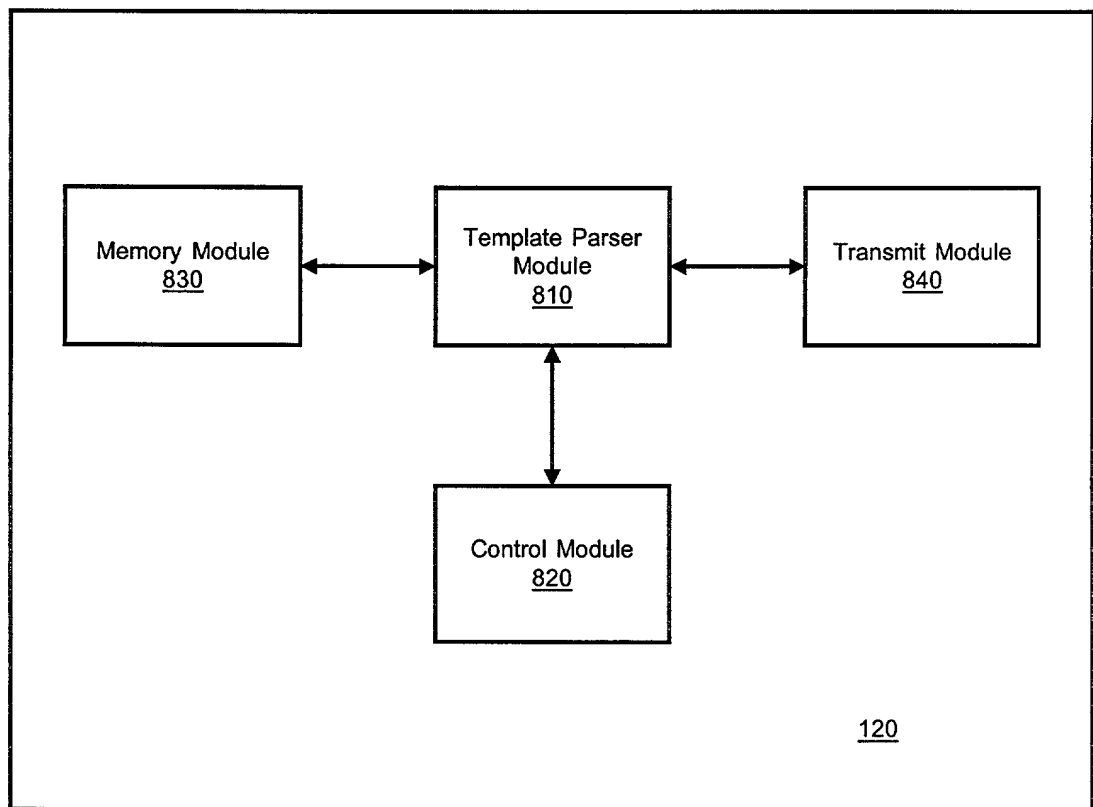 Memory Module
830
Template Parser
Module
810
Transmit Module
840
Control Module
820
120